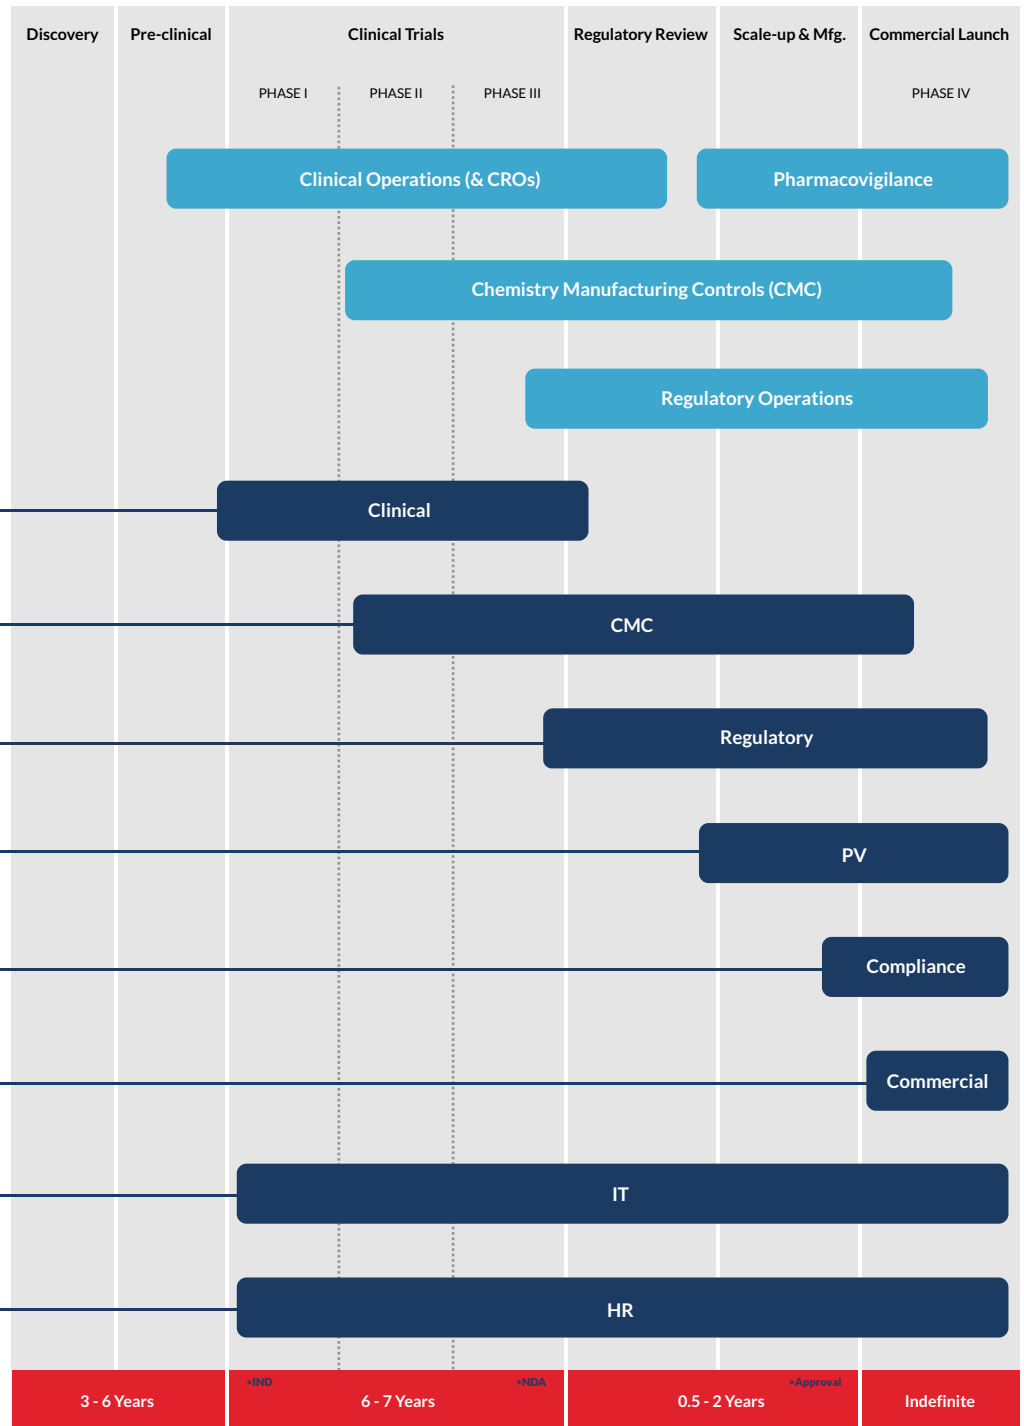 Discovery
Pre-clinical
Clinical Trials
Regulatory Review
Scale-up & Mfg.
Commercial Launch
PHASE I
PHASE II
PHASE III
PHASE IV
Clinical Operations (& CROs)
Pharmacovigilance
Chemistry Manufacturing Controls (CMC)
Regulatory Operations
Clinical
CMC
Regulatory
PV
Compliance
Commercial
IT
HR
>IND
>NDA
>Approval
3 - 6 Years
6 - 7 Years
0.5 - 2 Years
Indefinite